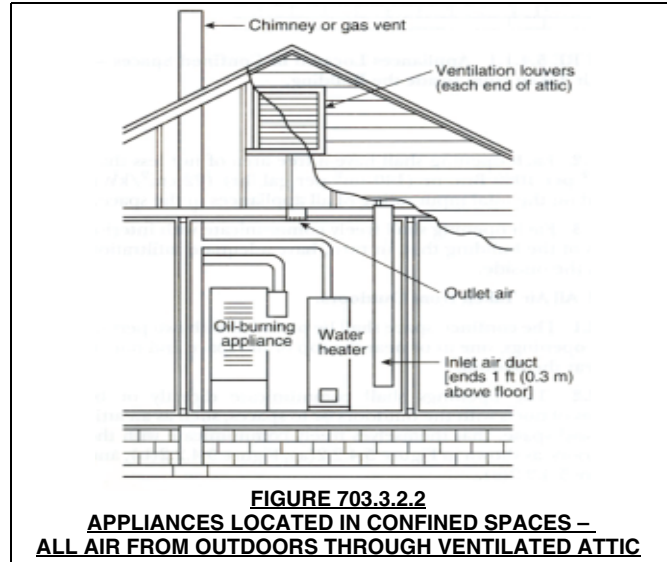 Chimney or gas vent
Ventilation louvers
(each end of attic)
Outlet air
Oil-burning
appliance
Water
heater
Inlet air duct
[ends 1 ft (0.3 m)
above floor]
FIGURE 703.3.2.2
APPLIANCES LOCATED IN CONFINED SPACES –
ALL AIR FROM OUTDOORS THROUGH VENTILATED ATTIC